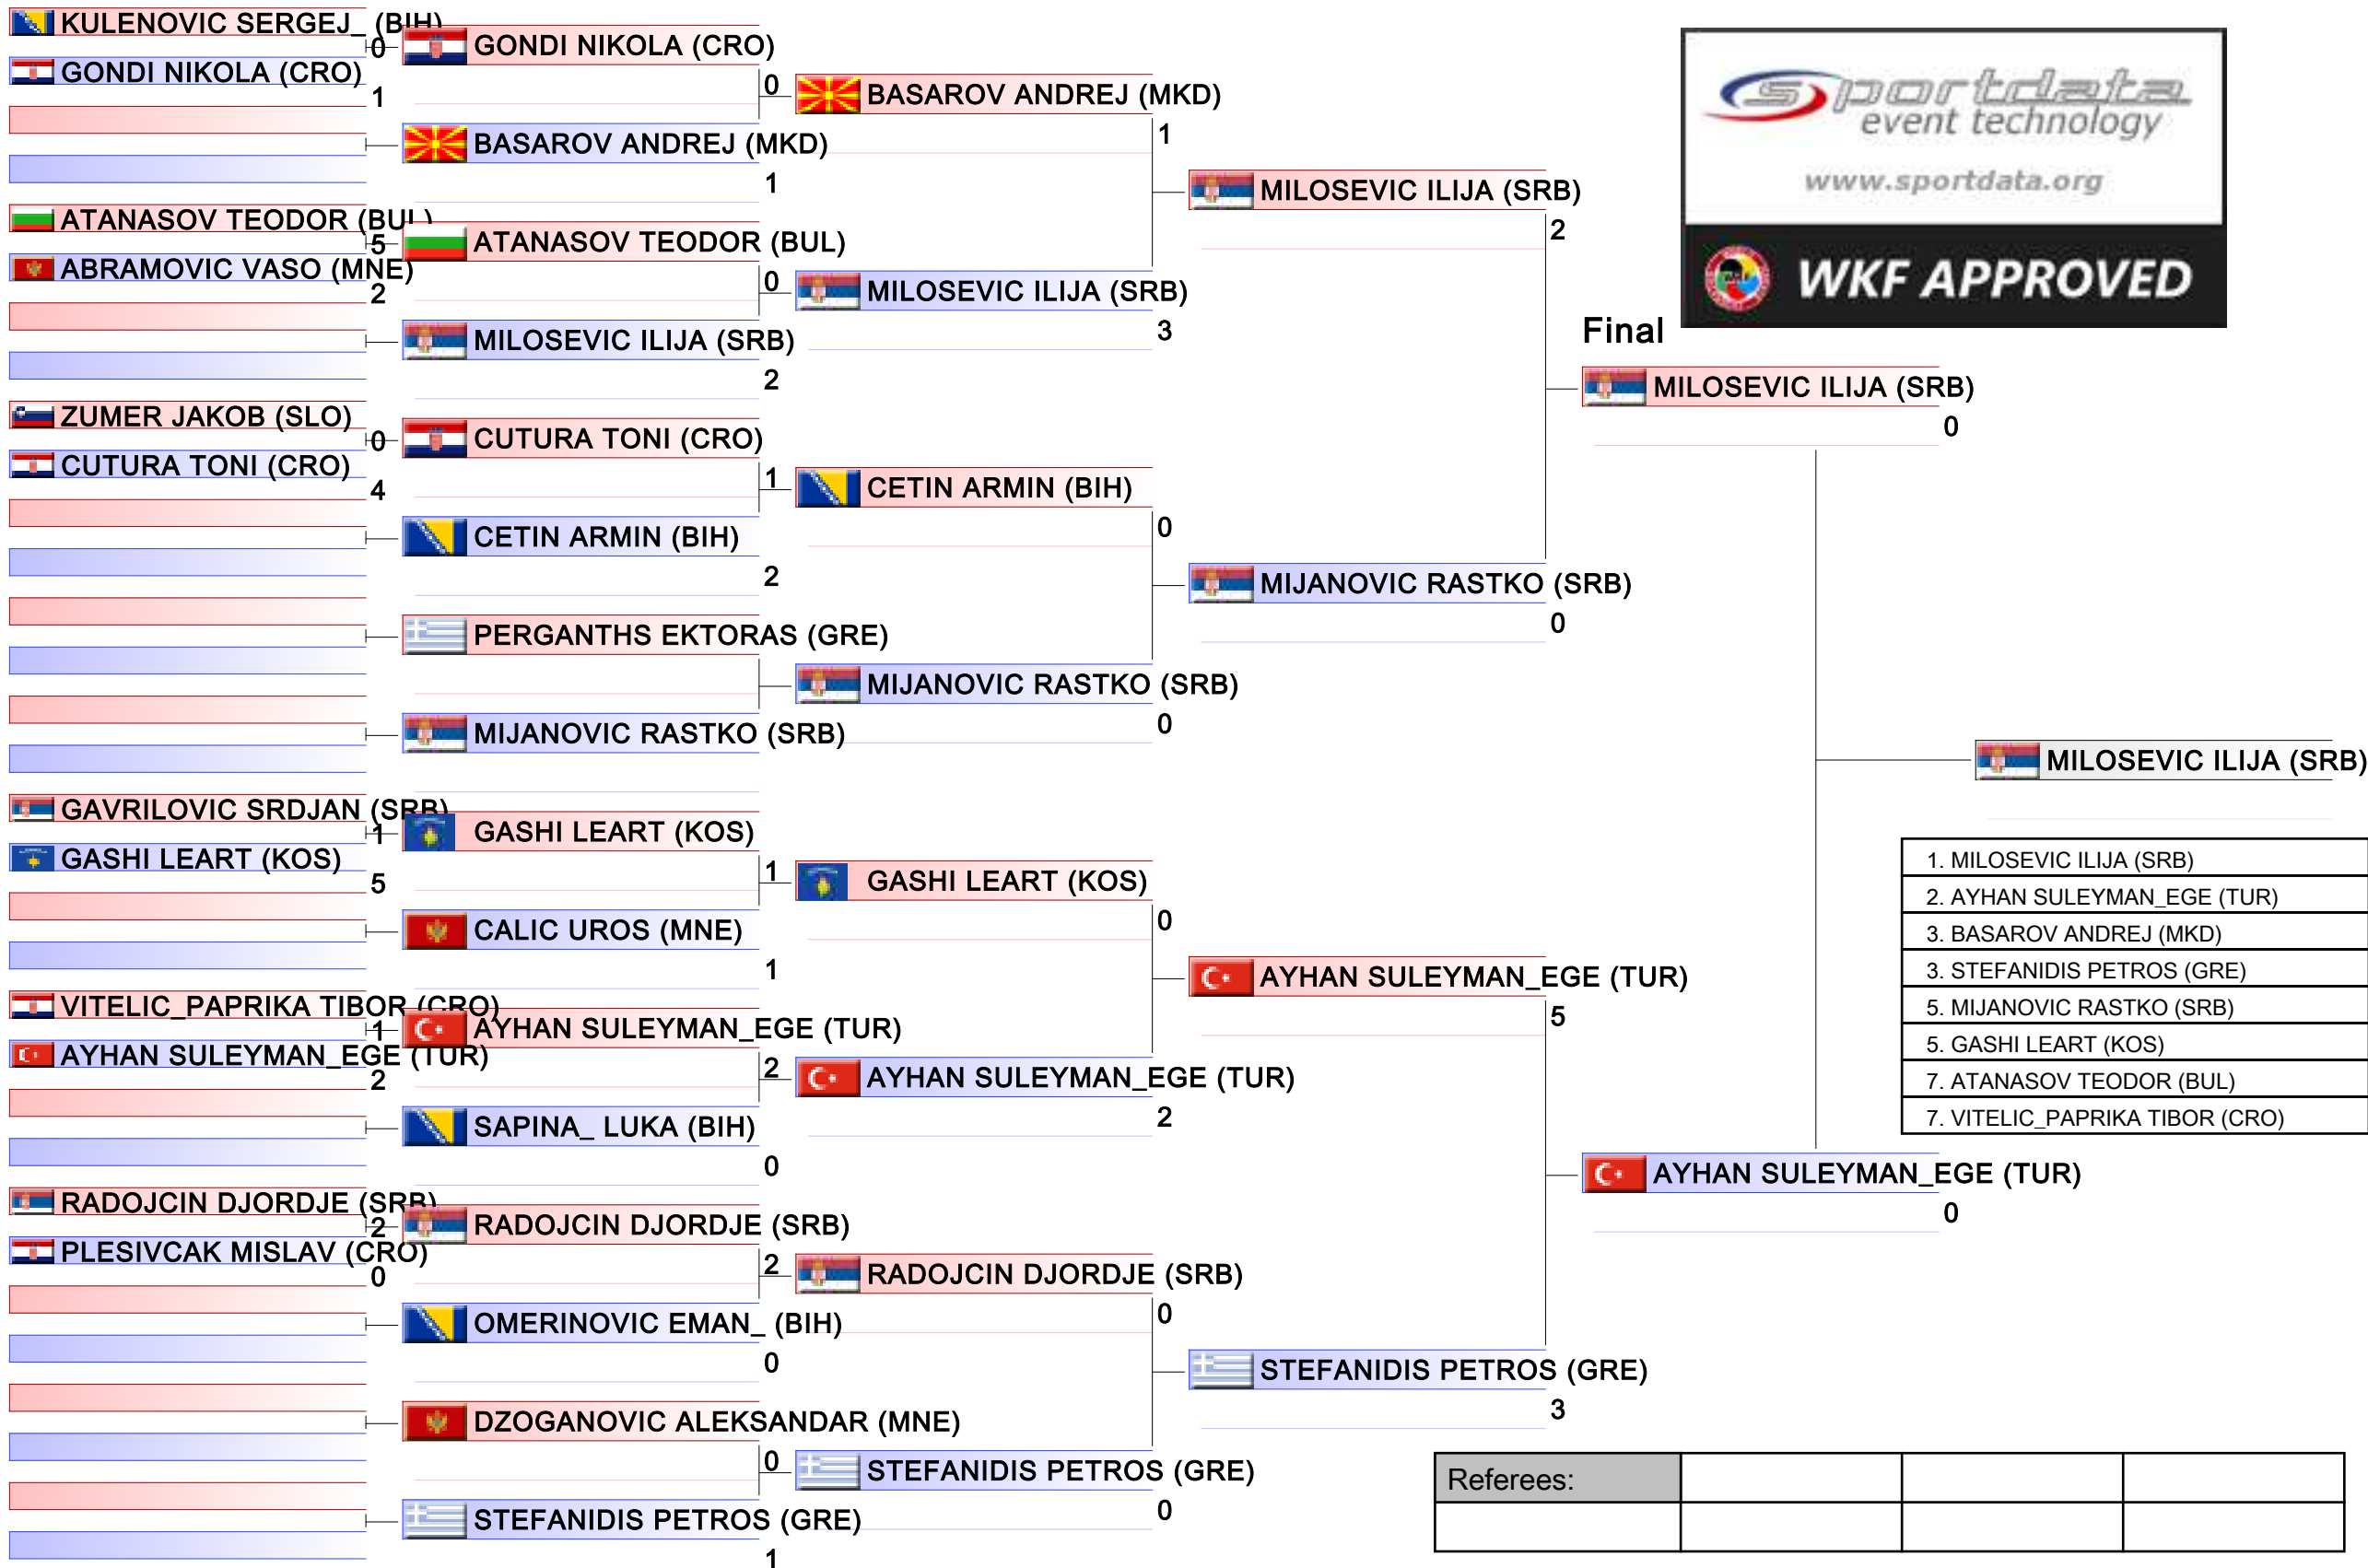 KULENOVIC SERGEJ_ (BIH)
0
GONDI NIKOLA (CRO)
1
ATANASOV TEODOR (BUL)
5
ABRAMOVIC VASO (MNE)
2
ZUMER JAKOB (SLO)
0
CUTURA TONI (CRO)
4
GAVRILOVIC SRDJAN (SRB)
1
GASHI LEART (KOS)
5
VITELIC_PAPRIKA TIBOR (CRO)
1
AYHAN SULEYMAN_EGE (TUR)
2
RADOJCIN DJORDJE (SRB)
2
PLESIVCAK MISLAV (CRO)
0
GONDI NIKOLA (CRO)
0
BASAROV ANDREJ (MKD)
1
ATANASOV TEODOR (BUL)
0
MILOSEVIC ILIJA (SRB)
2
CUTURA TONI (CRO)
1
CETIN ARMIN (BIH)
2
PERGANTHS EKTORAS (GRE)
MIJANOVIC RASTKO (SRB)
GASHI LEART (KOS)
1
CALIC UROS (MNE)
1
AYHAN SULEYMAN_EGE (TUR)
2
SAPINA_ LUKA (BIH)
0
RADOJCIN DJORDJE (SRB)
2
OMERINOVIC EMAN_ (BIH)
0
DZOGANOVIC ALEKSANDAR (MNE)
0
STEFANIDIS PETROS (GRE)
1
BASAROV ANDREJ (MKD)
1
MILOSEVIC ILIJA (SRB)
3
CETIN ARMIN (BIH)
0
MIJANOVIC RASTKO (SRB)
0
GASHI LEART (KOS)
0
AYHAN SULEYMAN_EGE (TUR)
2
RADOJCIN DJORDJE (SRB)
0
STEFANIDIS PETROS (GRE)
0
MILOSEVIC ILIJA (SRB)
2
MIJANOVIC RASTKO (SRB)
0
AYHAN SULEYMAN_EGE (TUR)
5
STEFANIDIS PETROS (GRE)
3
sportdata
event technology
www.sportdata.org
WKF APPROVED
Final
MILOSEVIC ILIJA (SRB)
0
AYHAN SULEYMAN_EGE (TUR)
0
MILOSEVIC ILIJA (SRB)
1. MILOSEVIC ILIJA (SRB)
2. AYHAN SULEYMAN_EGE (TUR)
3. BASAROV ANDREJ (MKD)
3. STEFANIDIS PETROS (GRE)
5. MIJANOVIC RASTKO (SRB)
5. GASHI LEART (KOS)
7. ATANASOV TEODOR (BUL)
7. VITELIC_PAPRIKA TIBOR (CRO)
Referees: